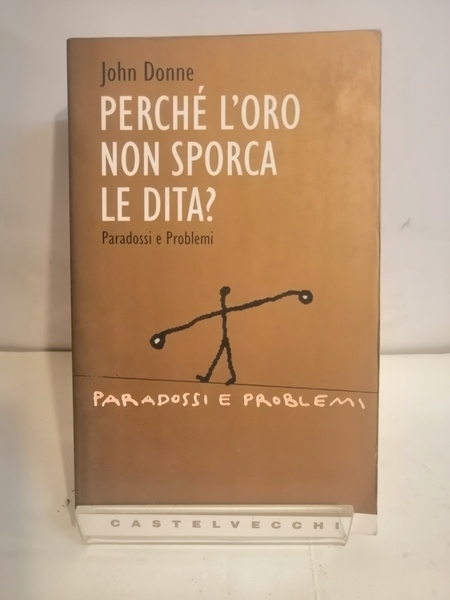 John Donne
PERCHÉ L'ORO
NON SPORCA
LE DITA?
Paradossi e Problemi
PARADOSSI E PROBLEMI
CASTELVECCHI